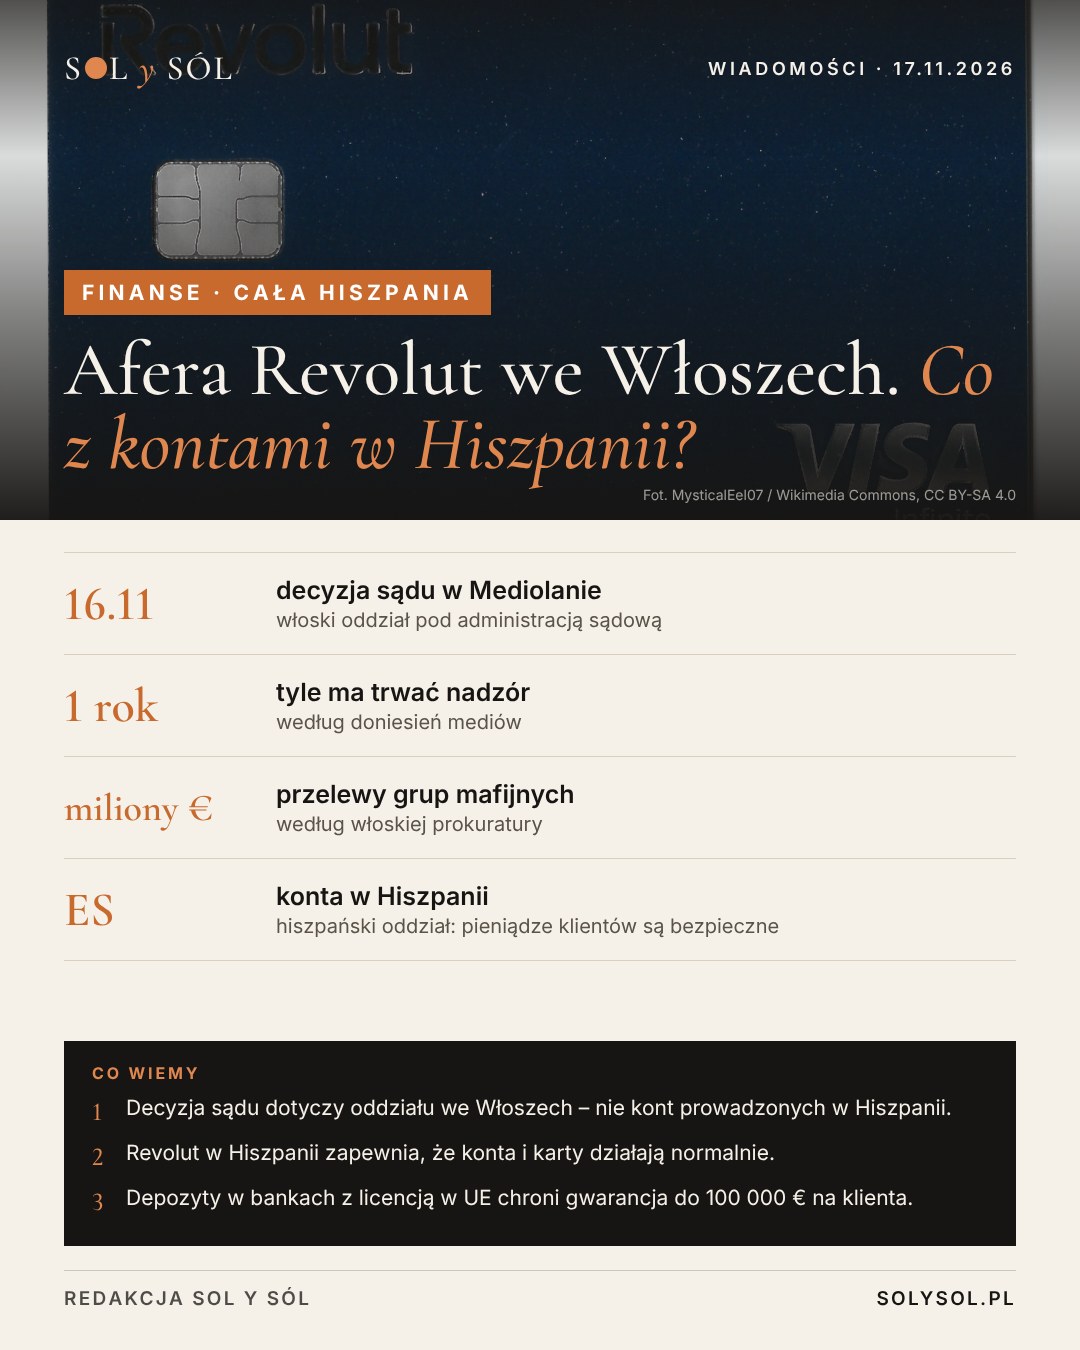 Revolut
SOL y SÓL
WIADOMOŚCI · 17.11.2026
FINANSE · CAŁA HISZPANIA
Afera Revolut we Włoszech. Co
z kontami w Hiszpanii?
VISA
Infinite
Fot. MysticalEel07 / Wikimedia Commons, CC BY-SA 4.0
16.11
decyzja sądu w Mediolanie
włoski oddział pod administracją sądową
1 rok
tyle ma trwać nadzór
według doniesień mediów
miliony €
przelewy grup mafijnych
według włoskiej prokuratury
ES
konta w Hiszpanii
hiszpański oddział: pieniądze klientów są bezpieczne
CO WIEMY
1 Decyzja sądu dotyczy oddziału we Włoszech – nie kont prowadzonych w Hiszpanii.
2 Revolut w Hiszpanii zapewnia, że konta i karty działają normalnie.
3 Depozyty w bankach z licencją w UE chroni gwarancja do 100 000 € na klienta.
REDAKCJA SOL Y SÓL
SOLYSOL.PL